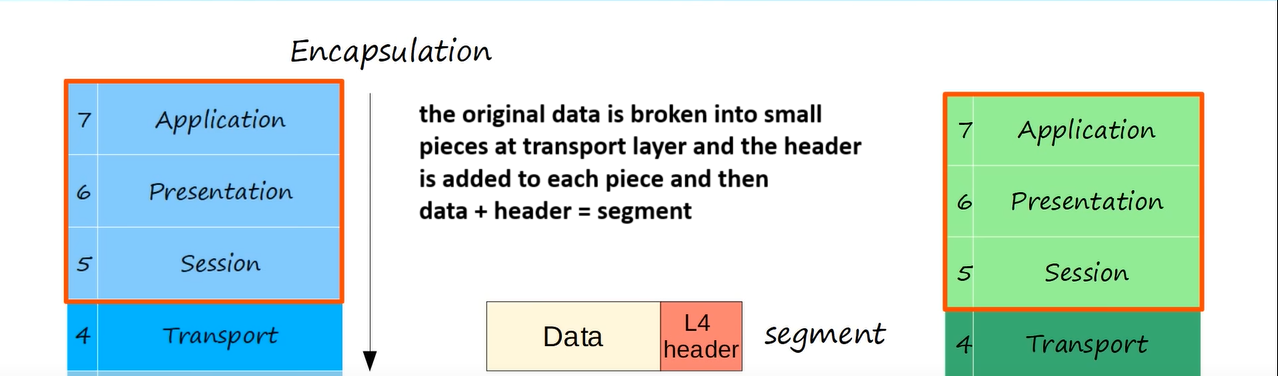 Encapsulation
7 Application
6 Presentation
5 Session
4 Transport
the original data is broken into small
pieces at transport layer and the header
is added to each piece and then
data + header = segment
Data
L4
header
segment
7 Application
6 Presentation
5 Session
4 Transport